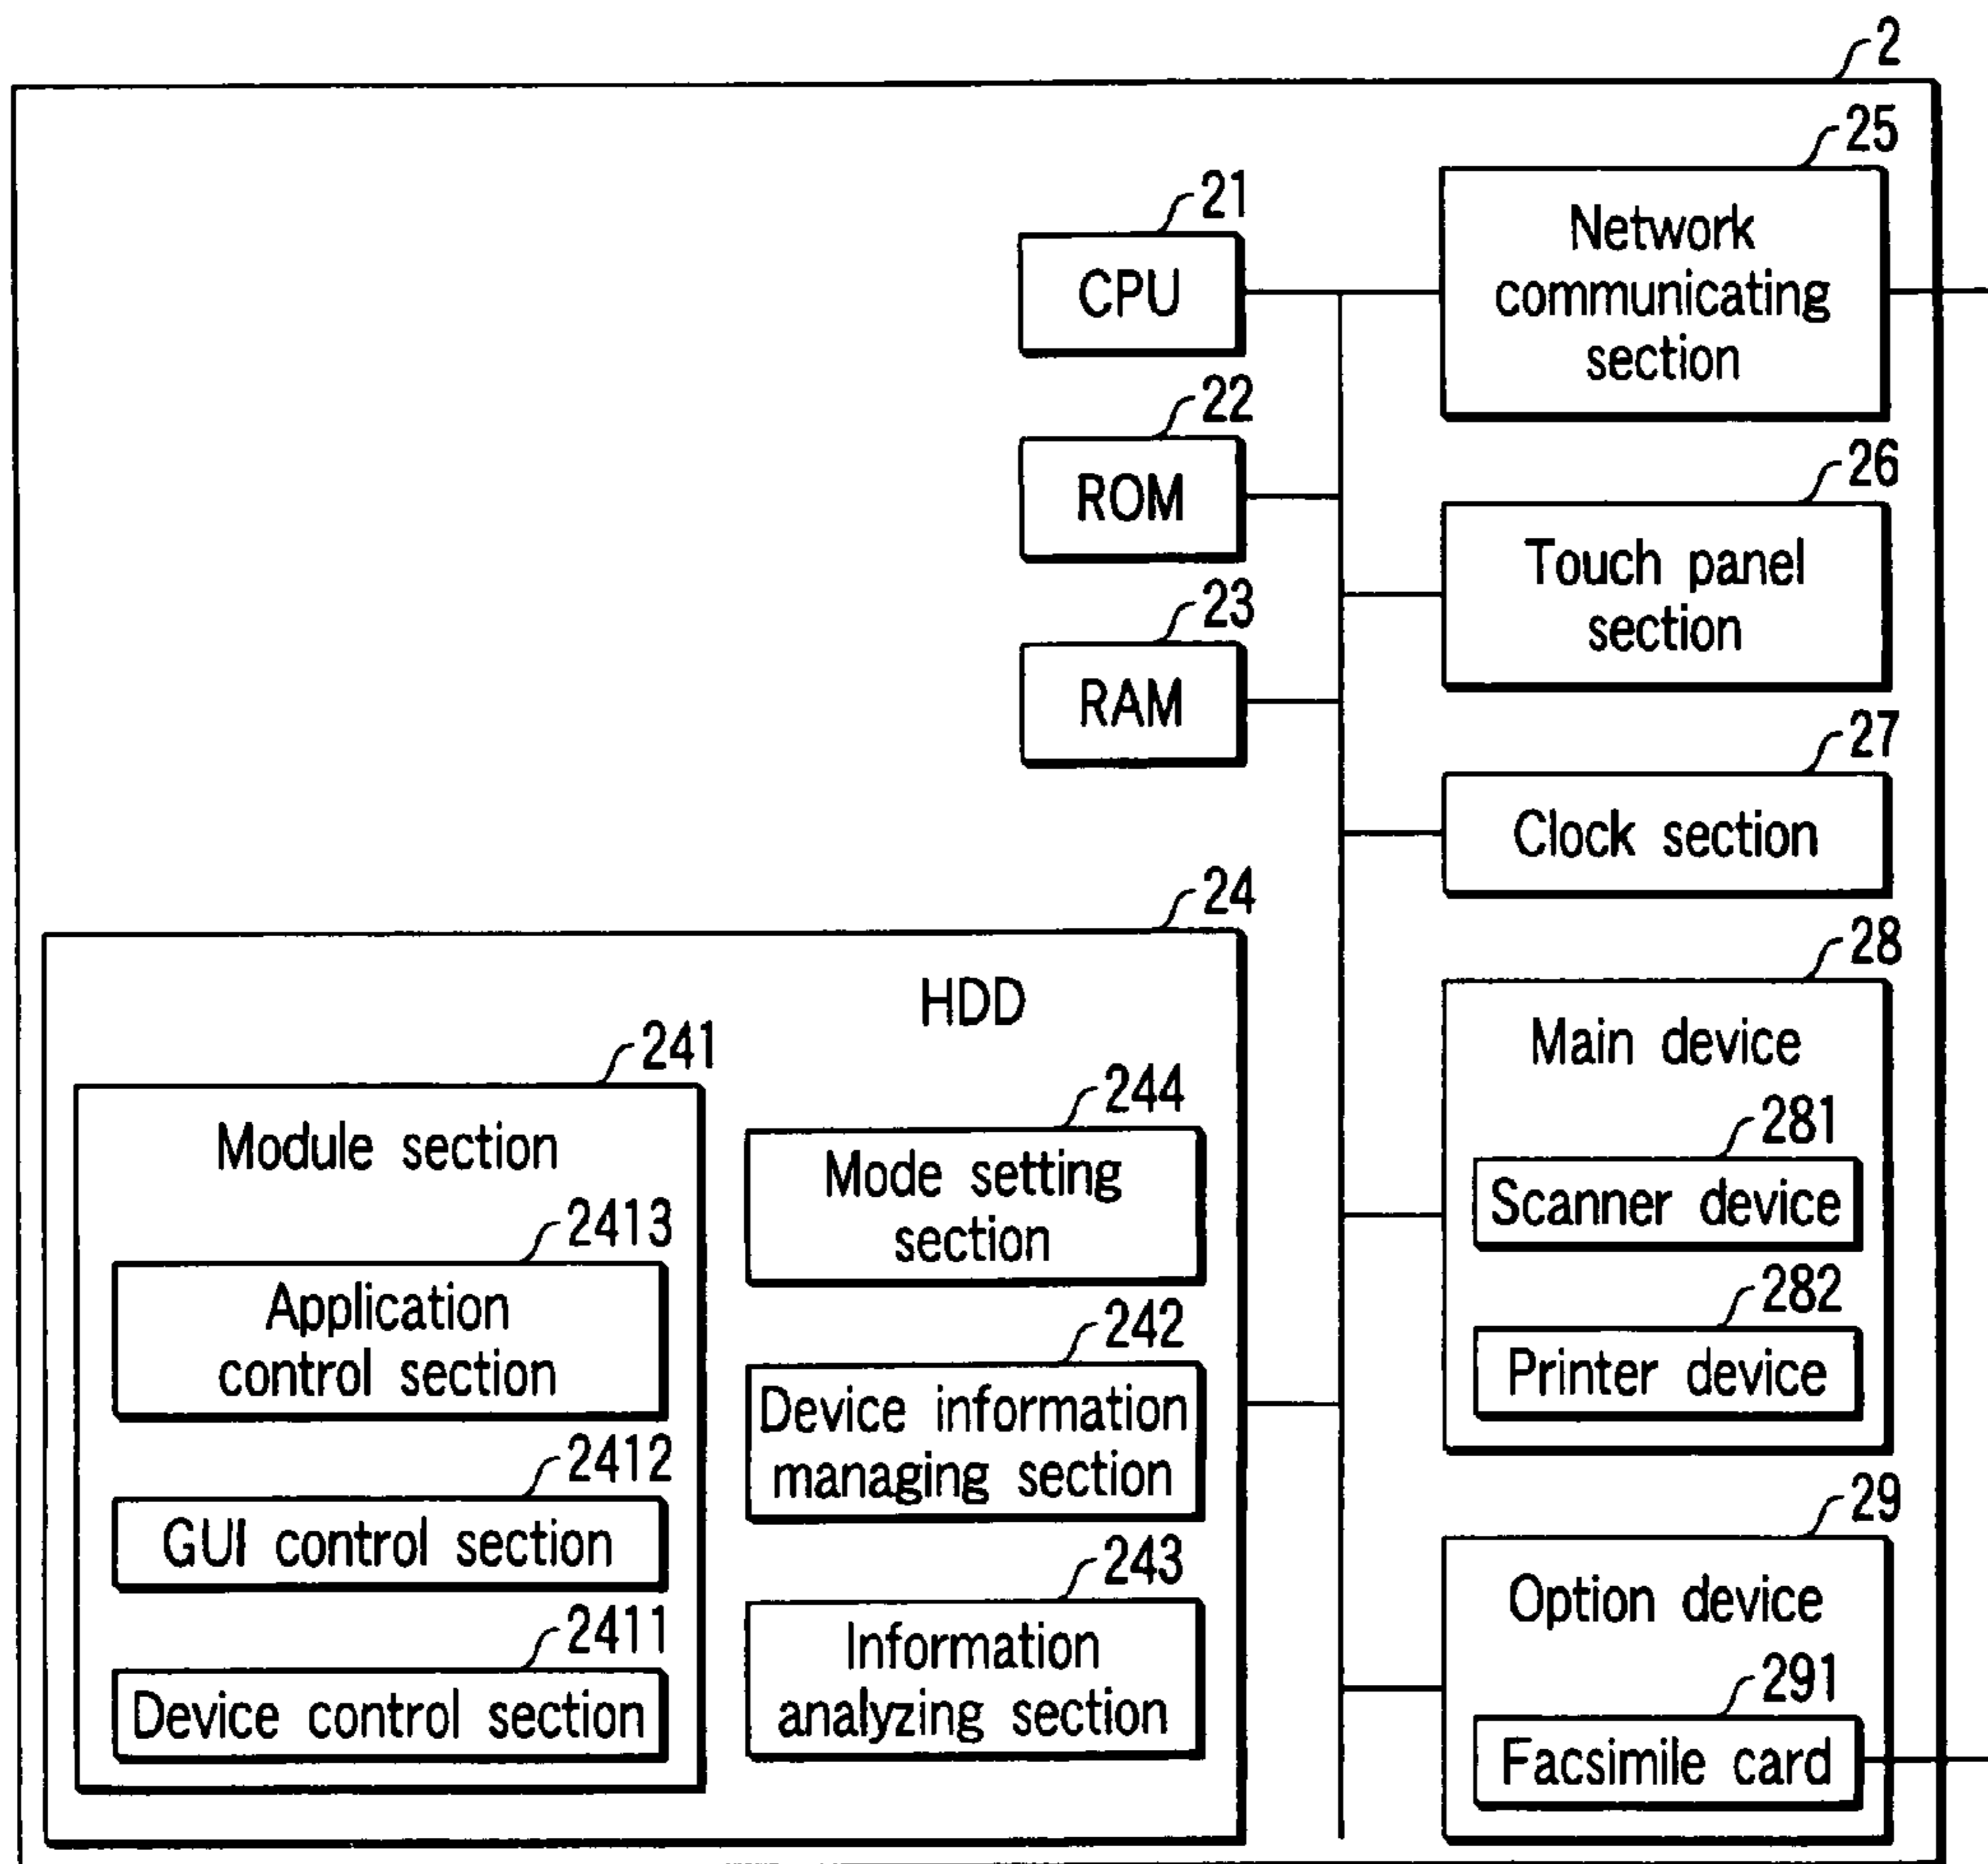 2
25
21
Network
communicating
section
CPU
22
26
ROM
Touch panel
section
23
RAM
27
Clock section
24
28
HDD
Main device
241
244
281
Module section
Mode setting
section
Scanner device
2413
282
Application
control section
242
Printer device
Device information
managing section
2412
29
GUI control section
243
Option device
2411
Information
analyzing section
291
Device control section
Facsimile card